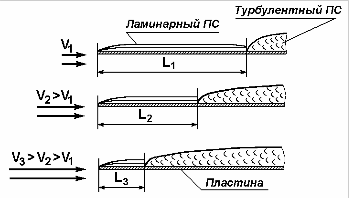 Турбулентный ПС
Ламинарный ПС
V₁
L₁
V₂>V₁
L₂
V₃>V₂>V₁
L₃
Пластина